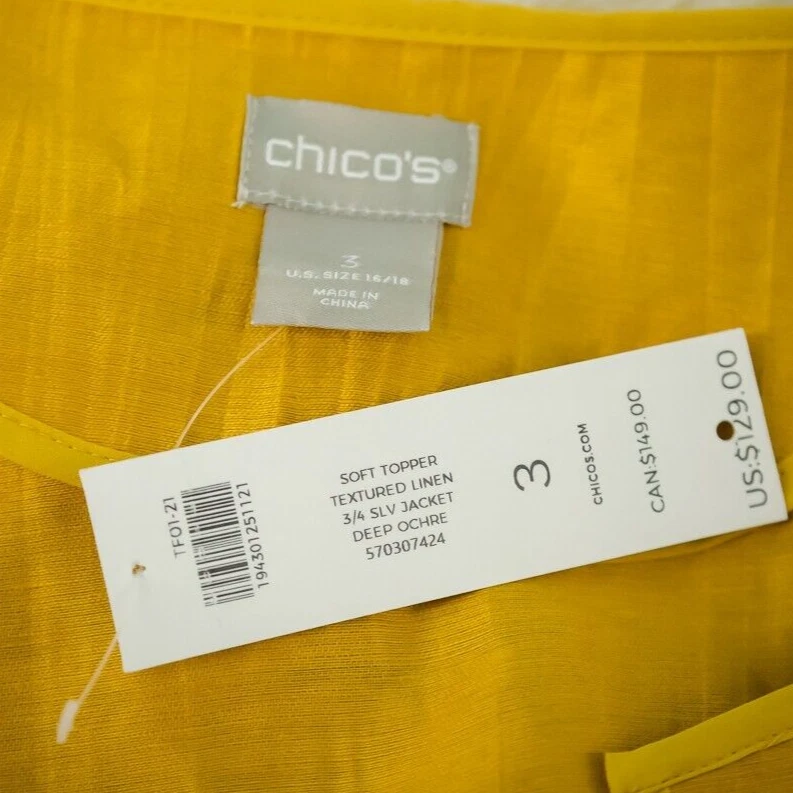 chico's®
3
U.S. SIZE 16/18
MADE IN
CHINA
TF01-21
194301251121
SOFT TOPPER
TEXTURED LINEN
3/4 SLV JACKET
DEEP OCHRE
570307424
3
CHICOS.COM
CAN:$149.00
US:$129.00